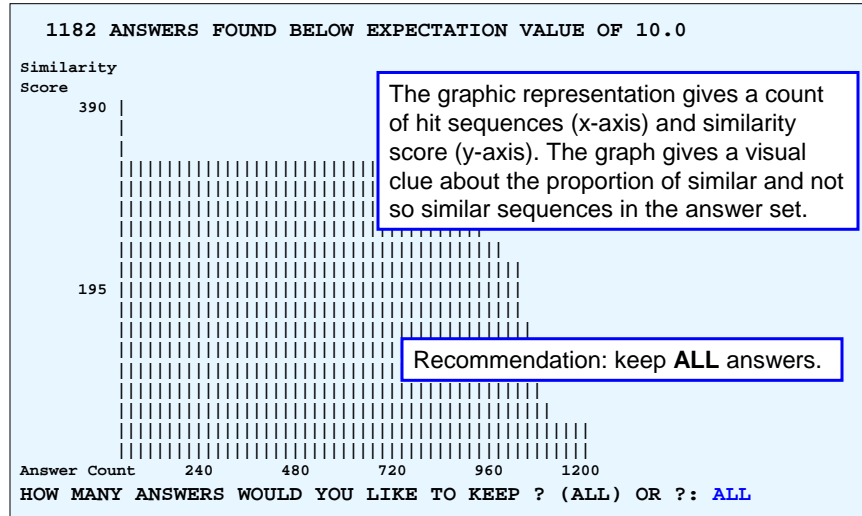 1182 ANSWERS FOUND BELOW EXPECTATION VALUE OF 10.0
Similarity
Score
390
The graphic representation gives a count
of hit sequences (x-axis) and similarity
score (y-axis). The graph gives a visual
clue about the proportion of similar and not
so similar sequences in the answer set.
195
Recommendation: keep ALL answers.
Answer Count 240 480 720 960 1200
HOW MANY ANSWERS WOULD YOU LIKE TO KEEP ? (ALL) OR ?: ALL